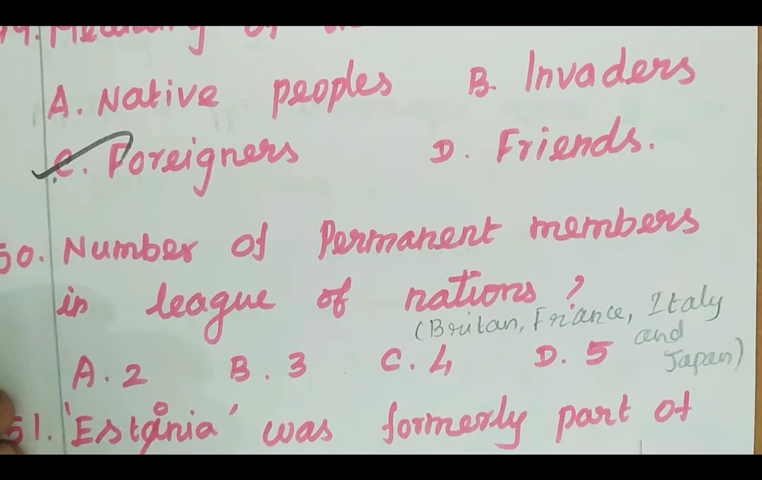 A. Native peoples B. Invaders
C. Foreigners D. Friends.
50. Number of Permanent members
in league of nations?
(Britan, France, Italy
and
Japan)
A. 2 B. 3 C. 4 D. 5
51. 'Estonia' was formerly part of